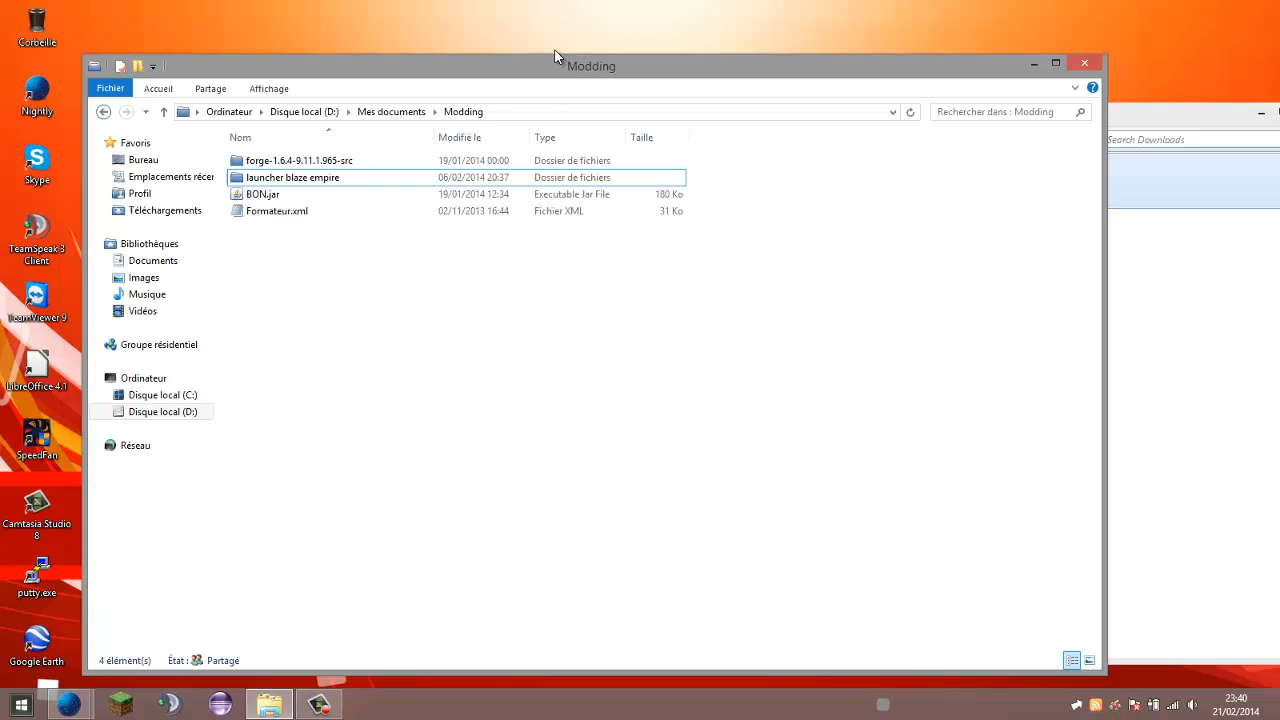 Corbeille
Nightly
Skype
TeamSpeak 3
Client
TeamViewer 9
LibreOffice 4.1
SpeedFan
Camtasia Studio
8
putty.exe
Google Earth
Modding
Fichier Accueil Partage Affichage
Ordinateur Disque local (D:) Mes documents Modding
Rechercher dans : Modding
Search Downloads
Nom Modifié le Type Taille
forge-1.6.4-9.11.1.965-src 19/01/2014 00:00 Dossier de fichiers
launcher blaze empire 06/02/2014 20:37 Dossier de fichiers
BON.jar 19/01/2014 12:34 Executable Jar File 180 Ko
Formateur.xml 02/11/2013 16:44 Fichier XML 31 Ko
Favoris
Bureau
Emplacements récen
Profil
Téléchargements
Bibliothèques
Documents
Images
Musique
Vidéos
Groupe résidentiel
Ordinateur
Disque local (C:)
Disque local (D:)
Réseau
4 élément(s) État : Partagé
23:40
21/02/2014